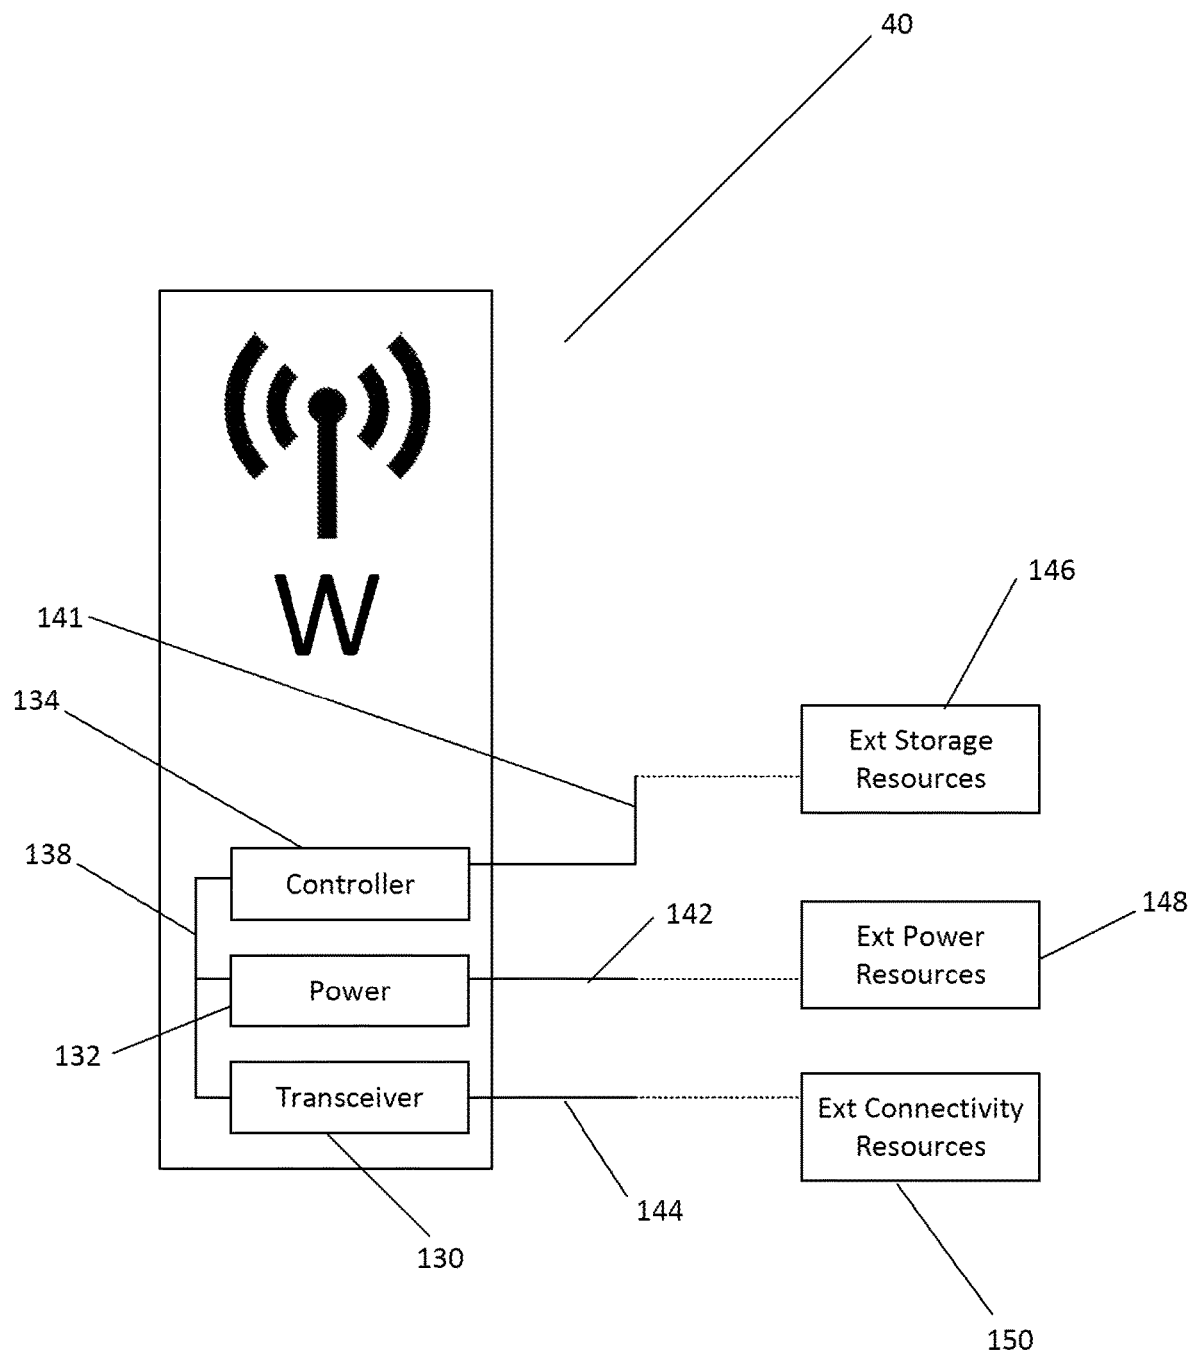 40
W
141
146
134
Ext Storage
Resources
138
Controller
142
148
Ext Power
Resources
Power
132
Transceiver
Ext Connectivity
Resources
144
130
150